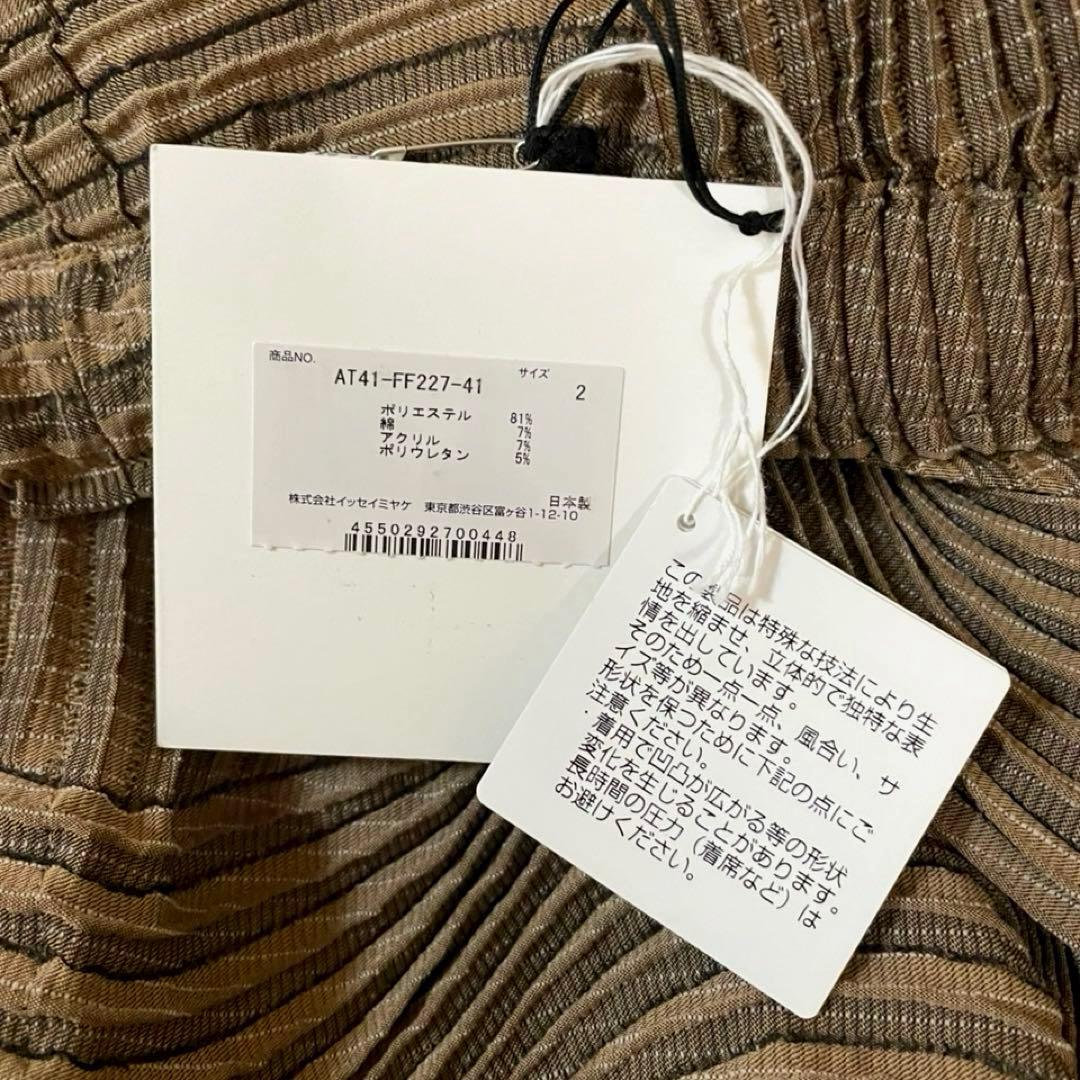 商品NO.
サイズ
AT41-FF227-41
2
ポリエステル 81%
綿 7%
アクリル 7%
ポリウレタン 5%
日本製
株式会社イッセイミヤケ 東京都渋谷区富ヶ谷1-12-10
4550292700448
この製品は特殊な技法により生
地を縮ませ、立体的で独特な表
情を出しています。
そのため一点一点、風合い、サ
イズ等が異なります。
形状を保つために下記の点にご
注意ください。
・着用で凹凸が広がる等の形状
変化を生じることがあります。
長時間の圧力（着席など）は
お避けください。